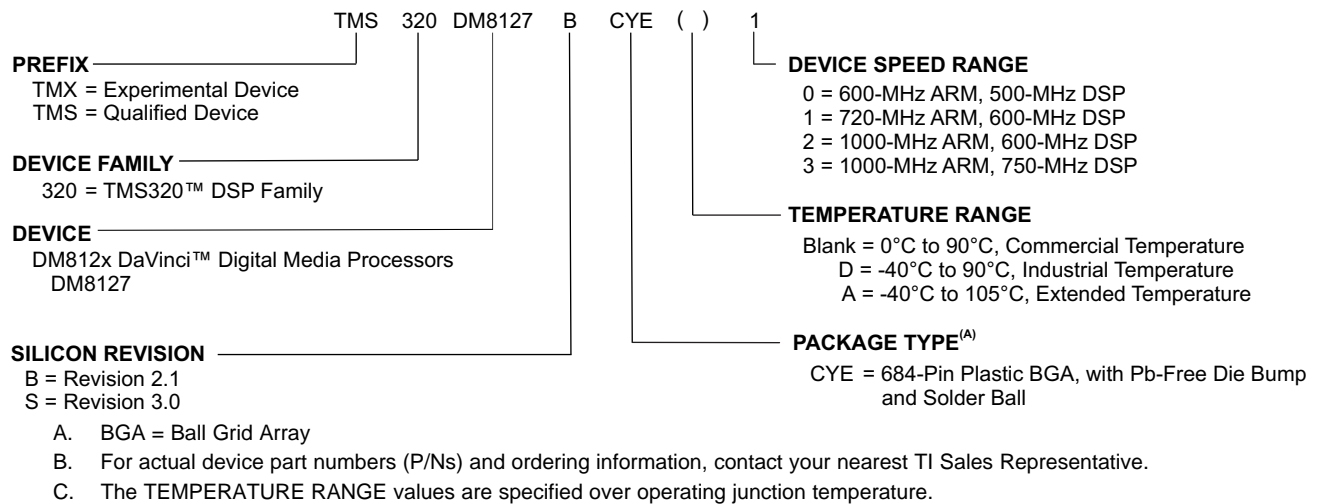 TMS 320 DM8127 B CYE ( ) 1
PREFIX
TMX = Experimental Device
TMS = Qualified Device
DEVICE FAMILY
320 = TMS320™ DSP Family
DEVICE
DM812x DaVinci™ Digital Media Processors
DM8127
SILICON REVISION
B = Revision 2.1
S = Revision 3.0
DEVICE SPEED RANGE
0 = 600-MHz ARM, 500-MHz DSP
1 = 720-MHz ARM, 600-MHz DSP
2 = 1000-MHz ARM, 600-MHz DSP
3 = 1000-MHz ARM, 750-MHz DSP
TEMPERATURE RANGE
Blank = 0°C to 90°C, Commercial Temperature
D = -40°C to 90°C, Industrial Temperature
A = -40°C to 105°C, Extended Temperature
PACKAGE TYPE(A)
CYE = 684-Pin Plastic BGA, with Pb-Free Die Bump
and Solder Ball
A. BGA = Ball Grid Array
B. For actual device part numbers (P/Ns) and ordering information, contact your nearest TI Sales Representative.
C. The TEMPERATURE RANGE values are specified over operating junction temperature.